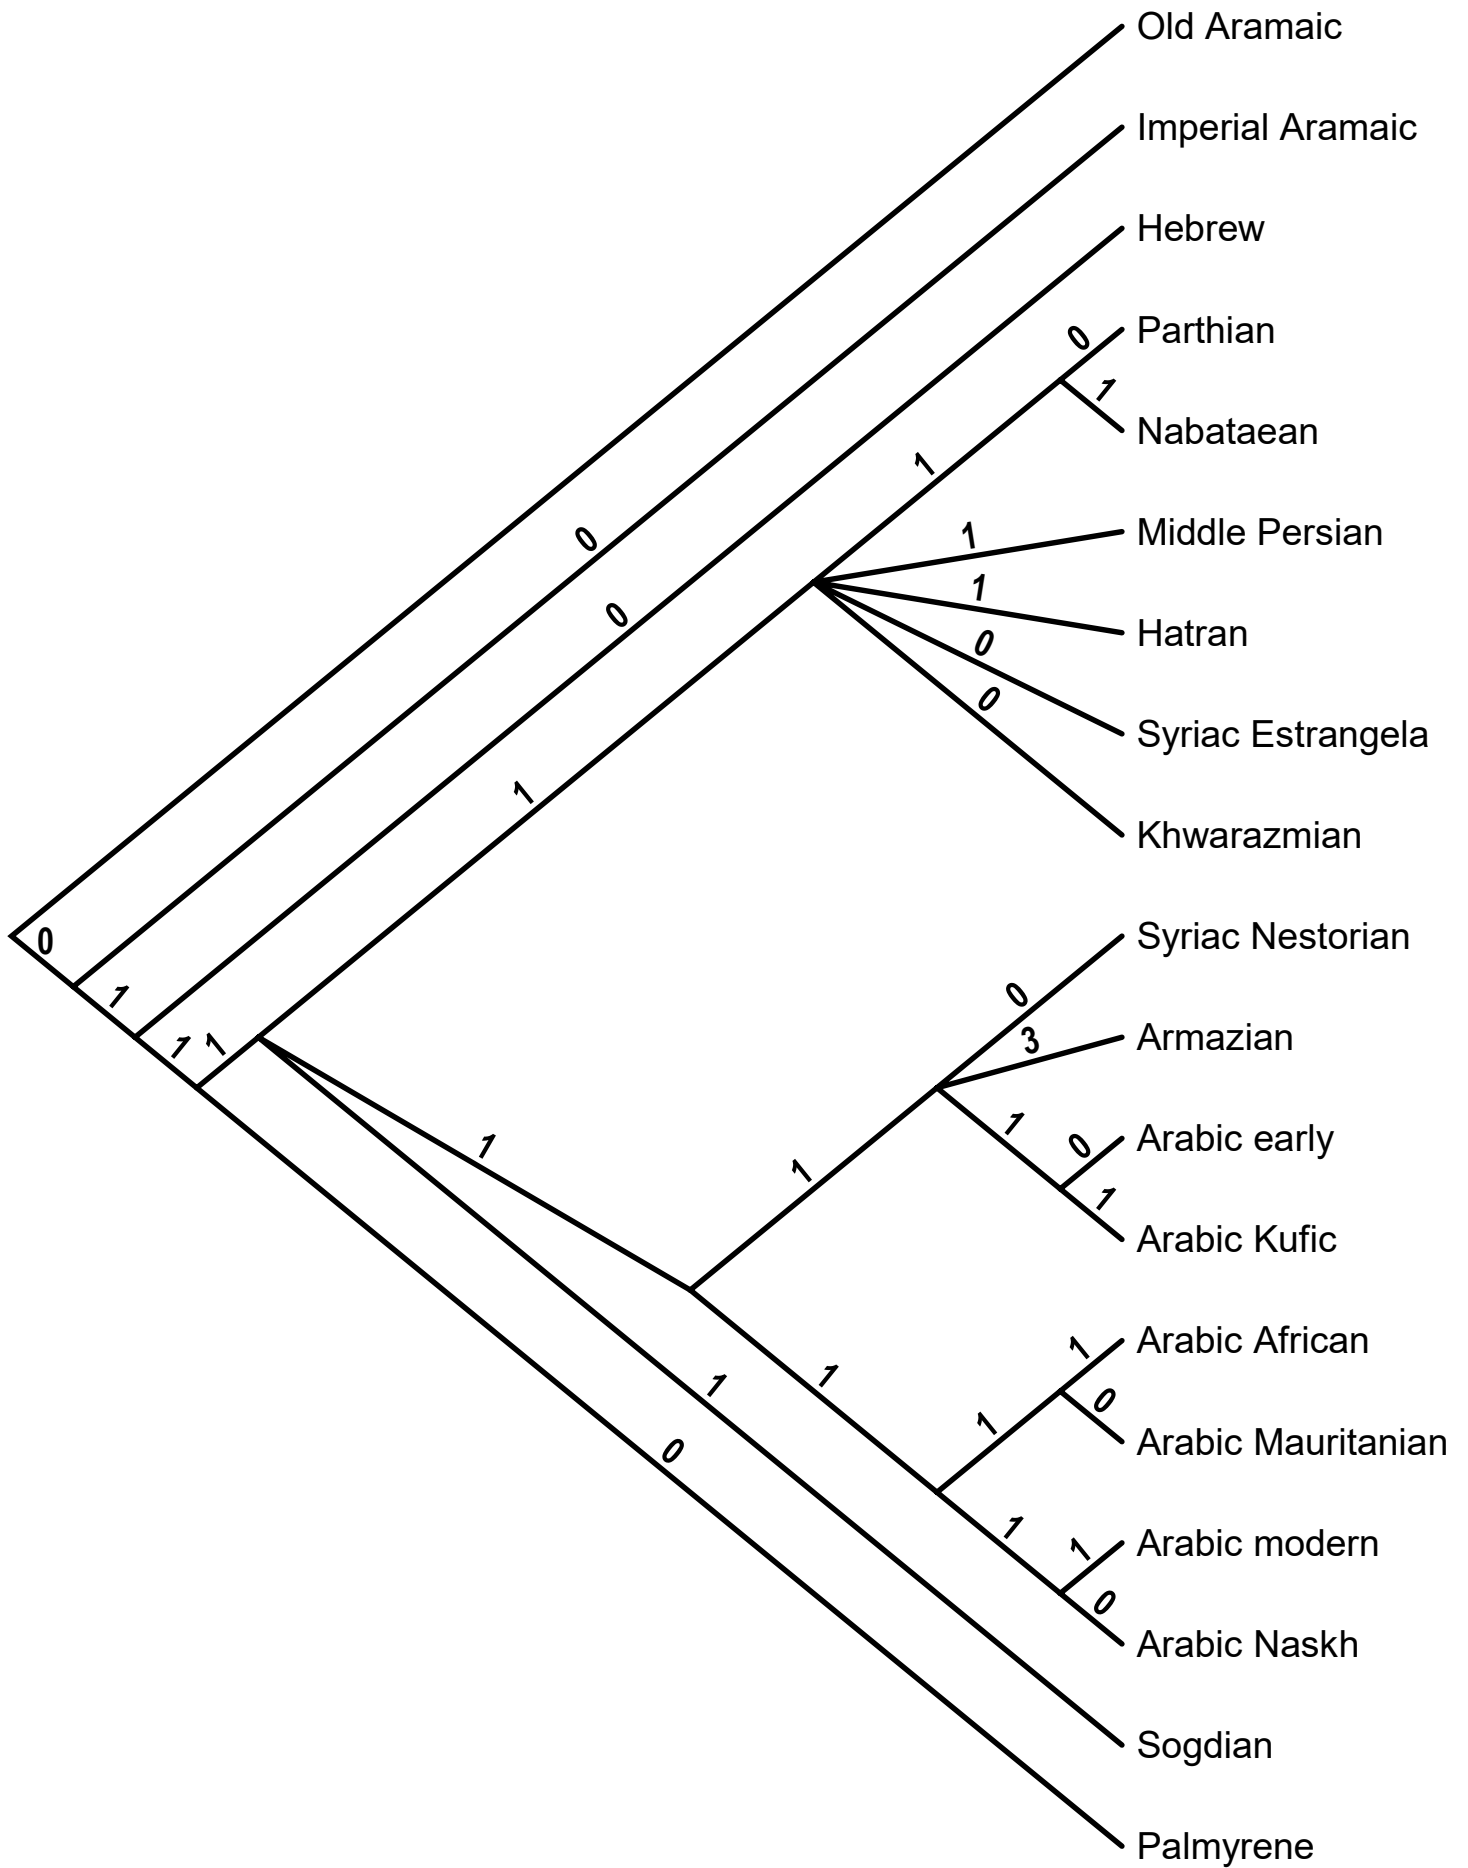 Old Aramaic
Imperial Aramaic
Hebrew
0
Parthian
1
Nabataean
1
1
Middle Persian
0
1
Hatran
0
0
Syriac Estrangela
0
Khwarazmian
1
Syriac Nestorian
0
0
1
3
Armazian
1
1
1
0
Arabic early
1
1
1
Arabic Kufic
1
Arabic African
1
1
0
1
Arabic Mauritanian
0
1
1
Arabic modern
0
Arabic Naskh
Sogdian
Palmyrene